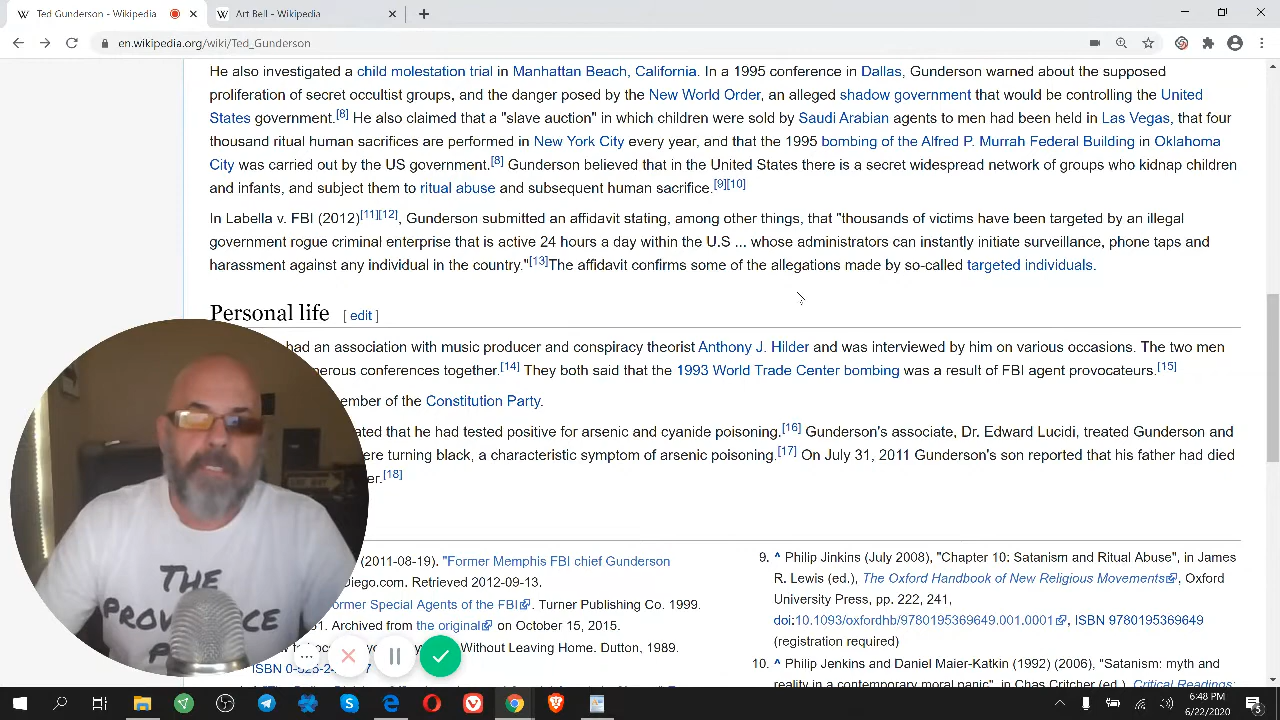 Ted Gunderson - Wikipedia
Art Bell - Wikipedia
en.wikipedia.org/wiki/Ted_Gunderson
He also investigated a child molestation trial in Manhattan Beach, California. In a 1995 conference in Dallas, Gunderson warned about the supposed
proliferation of secret occultist groups, and the danger posed by the New World Order, an alleged shadow government that would be controlling the United
States government.[8] He also claimed that a "slave auction" in which children were sold by Saudi Arabian agents to men had been held in Las Vegas, that four
thousand ritual human sacrifices are performed in New York City every year, and that the 1995 bombing of the Alfred P. Murrah Federal Building in Oklahoma
City was carried out by the US government.[8] Gunderson believed that in the United States there is a secret widespread network of groups who kidnap children
and infants, and subject them to ritual abuse and subsequent human sacrifice.[9][10]
In Labella v. FBI (2012)[11][12], Gunderson submitted an affidavit stating, among other things, that "thousands of victims have been targeted by an illegal
government rogue criminal enterprise that is active 24 hours a day within the U.S ... whose administrators can instantly initiate surveillance, phone taps and
harassment against any individual in the country."[13]The affidavit confirms some of the allegations made by so-called targeted individuals.
Personal life [ edit ]
had an association with music producer and conspiracy theorist Anthony J. Hilder and was interviewed by him on various occasions. The two men
conferences together.[14] They both said that the 1993 World Trade Center bombing was a result of FBI agent provocateurs.[15]
of the Constitution Party.
that he had tested positive for arsenic and cyanide poisoning.[16] Gunderson's associate, Dr. Edward Lucidi, treated Gunderson and
turning black, a characteristic symptom of arsenic poisoning.[17] On July 31, 2011 Gunderson's son reported that his father had died
[18]
(2011-08-19). "Former Memphis FBI chief Gunderson
Diego.com. Retrieved 2012-09-13.
Special Agents of the FBI. Turner Publishing Co. 1999.
Archived from the original on October 15, 2015.
Without Leaving Home. Dutton, 1989.
ISBN
9. ^ Philip Jinkins (July 2008), "Chapter 10: Satanism and Ritual Abuse", in James
R. Lewis (ed.), The Oxford Handbook of New Religious Movements, Oxford
University Press, pp. 222, 241,
doi:10.1093/oxfordhb/9780195369649.001.0001, ISBN 9780195369649
(registration required)
10. ^ Philip Jenkins and Daniel Maier-Katkin (1992) (2006), "Satanism: myth and
reality in a contemporary moral panic", in Chas Critcher (ed.), Critical Readings:
THE
6:48 PM
6/22/2020
5